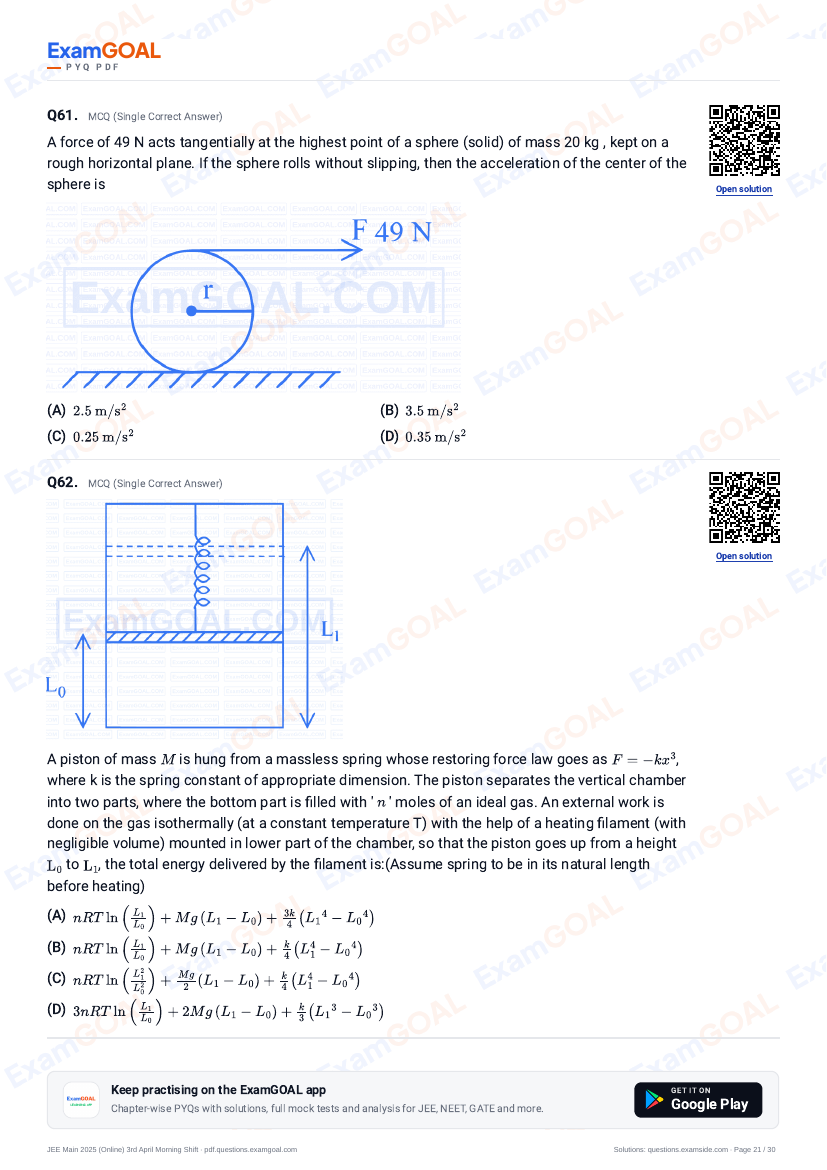 ExamGOAL
PYQ PDF
Q61. MCQ (Single Correct Answer)
A force of 49 N acts tangentially at the highest point of a sphere (solid) of mass 20 kg , kept on a
rough horizontal plane. If the sphere rolls without slipping, then the acceleration of the center of the
sphere is
Open solution
F 49 N
r
ExamGOAL.COM
(A) 2.5 m/s²
(B) 3.5 m/s²
(C) 0.25 m/s²
(D) 0.35 m/s²
Q62. MCQ (Single Correct Answer)
Open solution
ExamGOAL.COM
L₁
L₀
A piston of mass M is hung from a massless spring whose restoring force law goes as F = −kx³,
where k is the spring constant of appropriate dimension. The piston separates the vertical chamber
into two parts, where the bottom part is filled with ' n ' moles of an ideal gas. An external work is
done on the gas isothermally (at a constant temperature T) with the help of a heating filament (with
negligible volume) mounted in lower part of the chamber, so that the piston goes up from a height
L₀ to L₁, the total energy delivered by the filament is:(Assume spring to be in its natural length
before heating)
(A) nRT ln (L₁/L₀) + Mg (L₁ − L₀) + 3k/4 (L₁⁴ − L₀⁴)
(B) nRT ln (L₁/L₀) + Mg (L₁ − L₀) + k/4 (L₁⁴ − L₀⁴)
(C) nRT ln (L₁²/L₀²) + Mg/2 (L₁ − L₀) + k/4 (L₁⁴ − L₀⁴)
(D) 3nRT ln (L₁/L₀) + 2Mg (L₁ − L₀) + k/3 (L₁³ − L₀³)
ExamGOAL
Keep practising on the ExamGOAL app
Chapter-wise PYQs with solutions, full mock tests and analysis for JEE, NEET, GATE and more.
GET IT ON
Google Play
JEE Main 2025 (Online) 3rd April Morning Shift · pdf.questions.examgoal.com
Solutions: questions.examside.com · Page 21 / 30